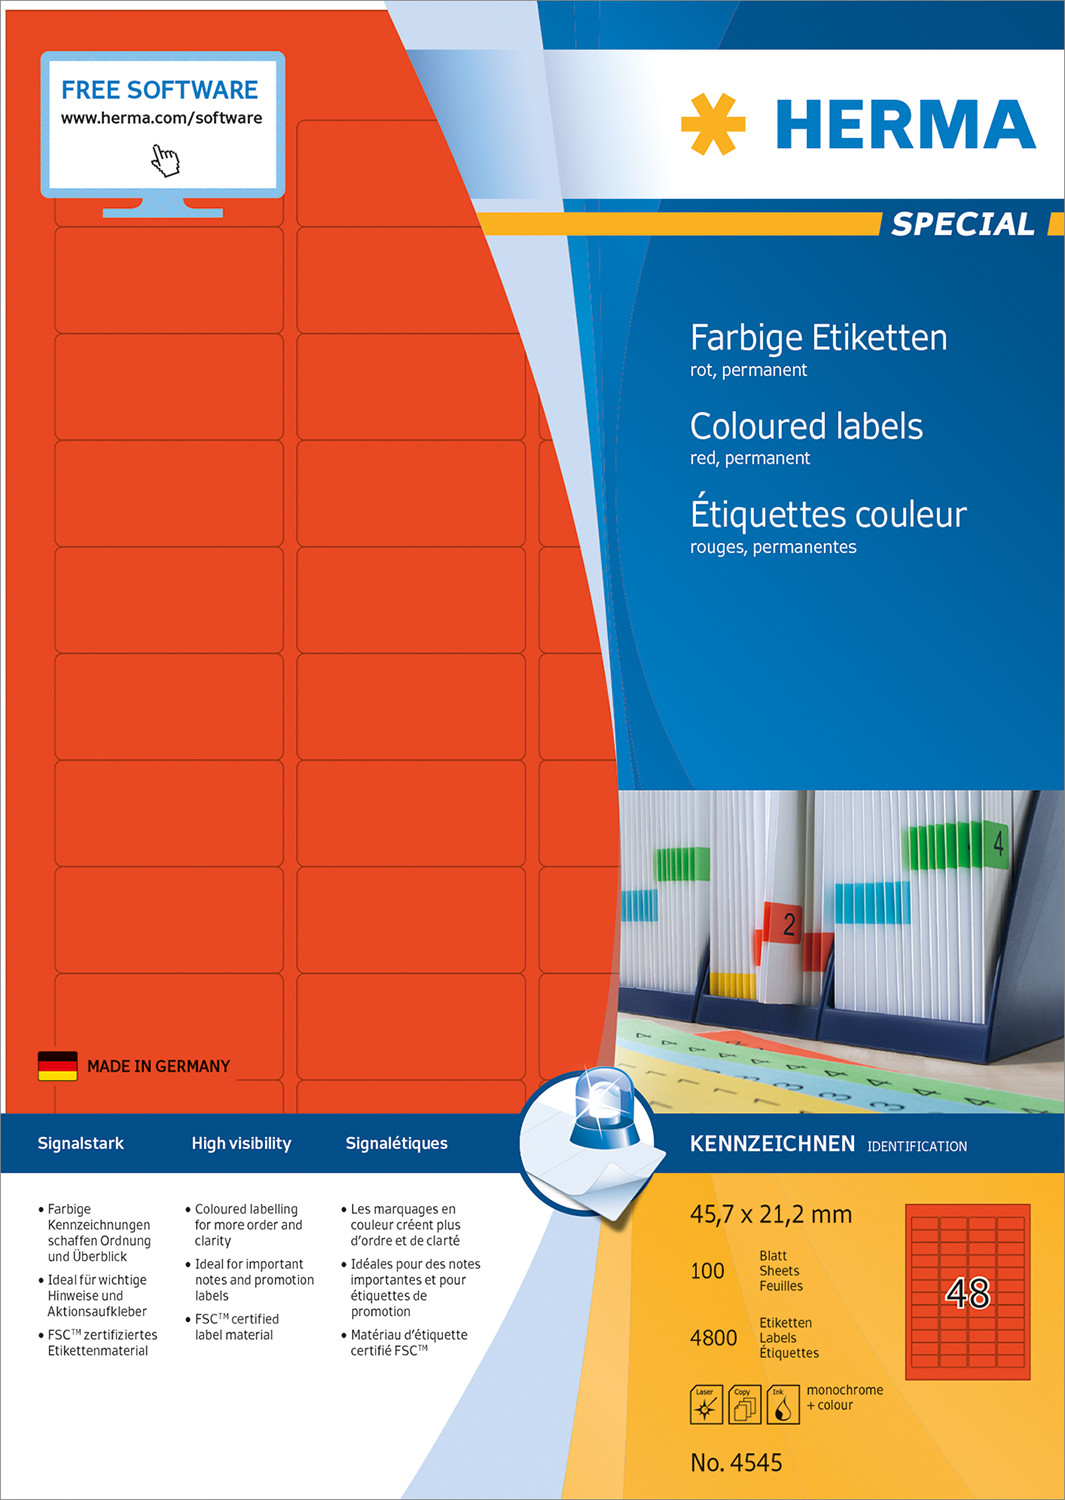 FREE SOFTWARE
www.herma.com/software
HERMA
SPECIAL
Farbige Etiketten
rot, permanent
Coloured labels
red, permanent
Étiquettes couleur
rouges, permanentes
4
2
MADE IN GERMANY
Signalstark
High visibility
Signalétiques
KENNZEICHNEN IDENTIFICATION
• Farbige
Kennzeichnungen
schaffen Ordnung
und Überblick
• Ideal für wichtige
Hinweise und
Aktionsaufkleber
• FSC™ zertifiziertes
Etikettenmaterial
• Coloured labelling
for more order and
clarity
• Ideal for important
notes and promotion
labels
• FSC™ certified
label material
• Les marquages en
couleur créent plus
d'ordre et de clarté
• Idéales pour des notes
importantes et pour
étiquettes de
promotion
• Matériau d'étiquette
certifié FSC™
45,7 x 21,2 mm
100
Blatt
Sheets
Feuilles
4800
Etiketten
Labels
Étiquettes
48
Laser
Copy
Ink
monochrome
+ colour
No. 4545